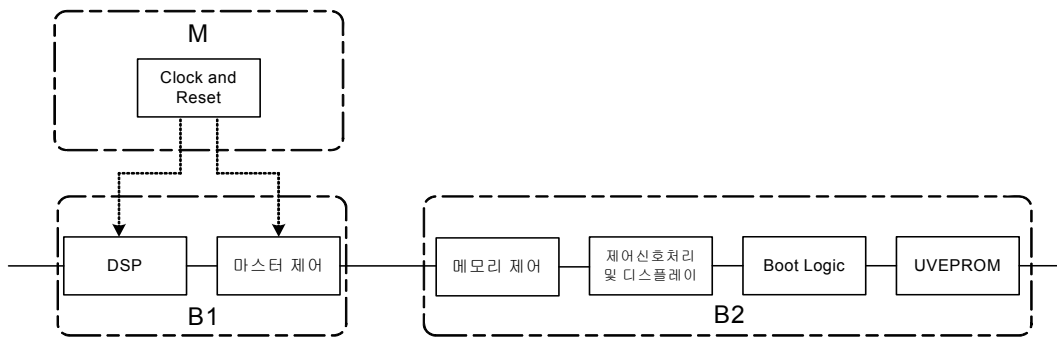 M
Clock and
Reset
DSP
마스터 제어
B1
메모리 제어
제어신호처리
및 디스플레이
Boot Logic
UVEPROM
B2